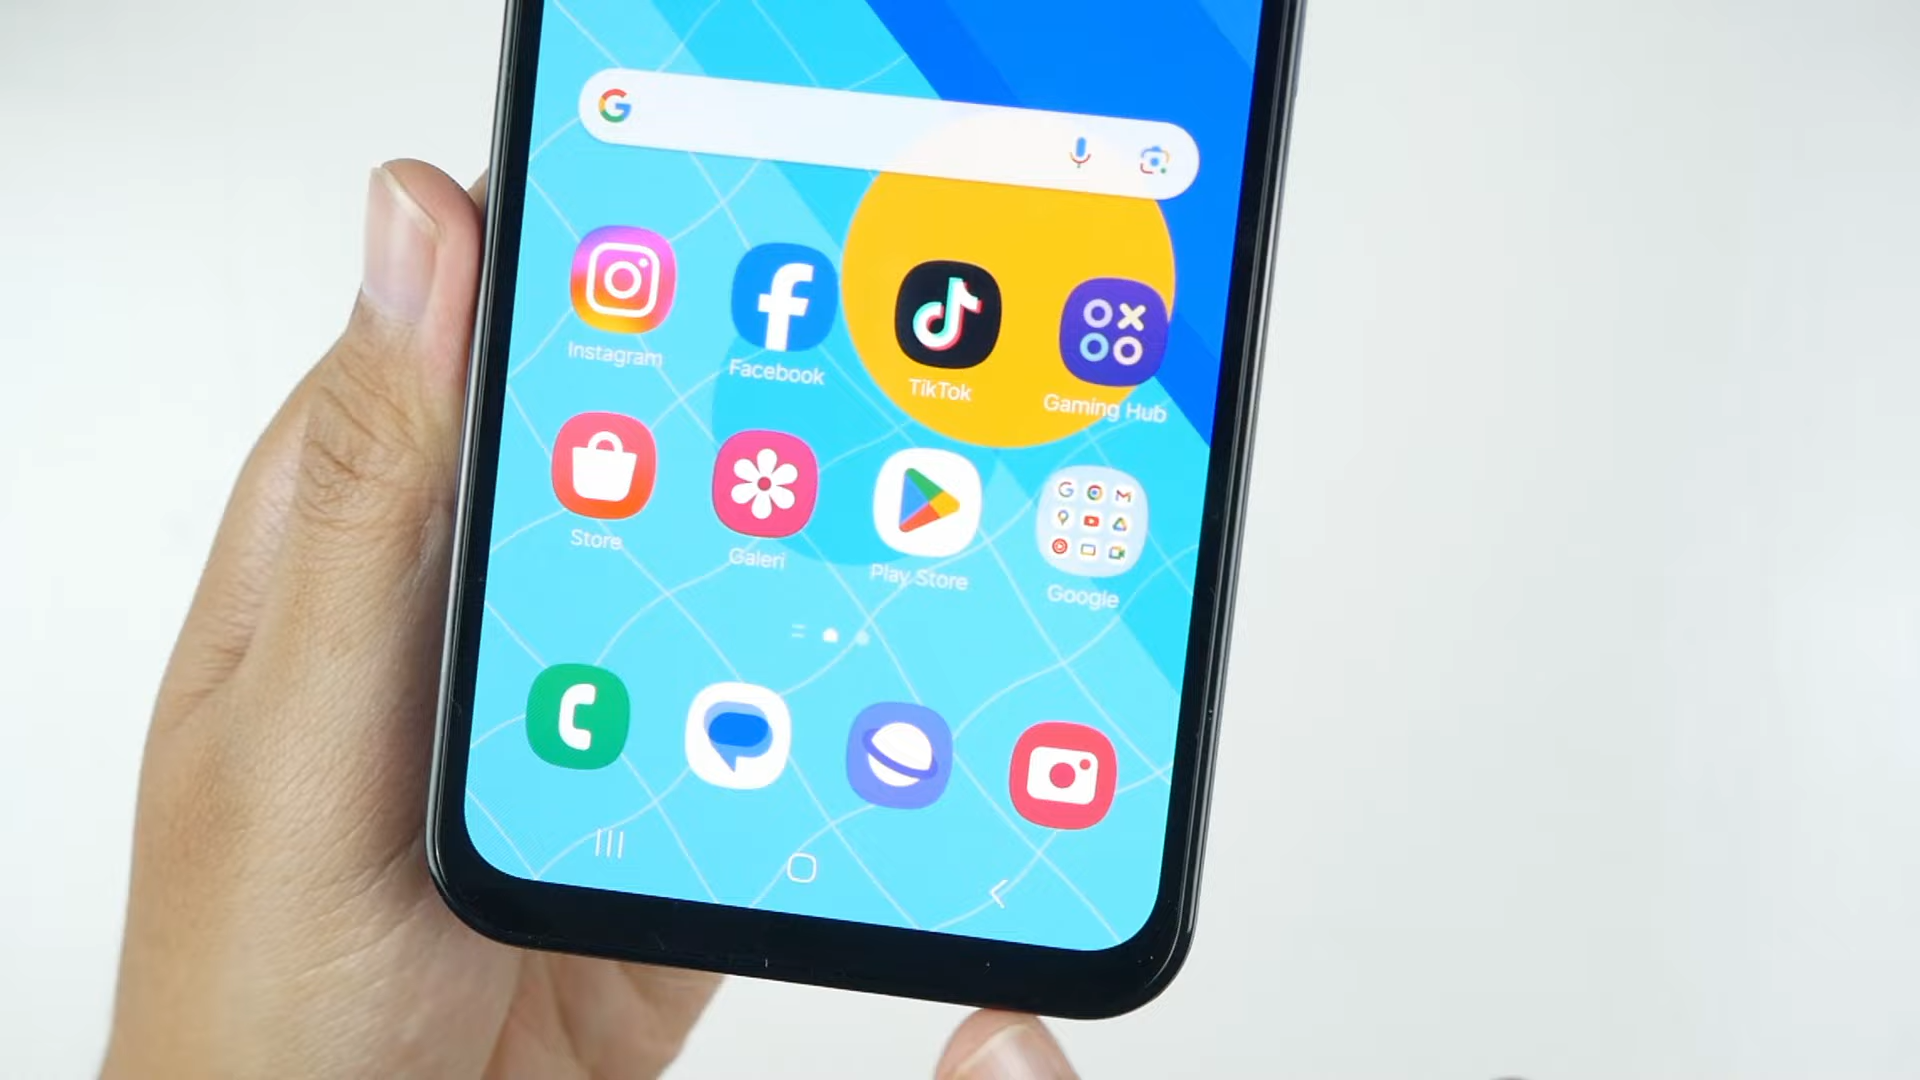 Instagram
Facebook
TikTok
Gaming Hub
Store
Galeri
Play Store
Google